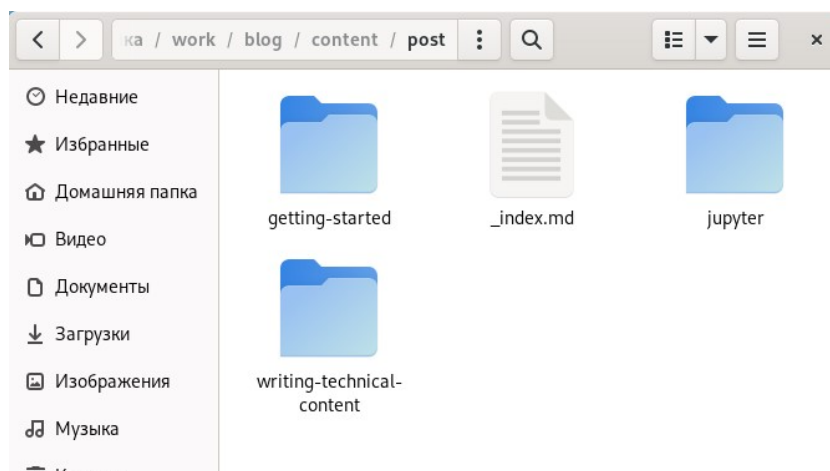 ка / work / blog / content / post
Недавние
Избранные
Домашняя папка
Видео
Документы
Загрузки
Изображения
Музыка
getting-started
_index.md
jupyter
writing-technical-
content